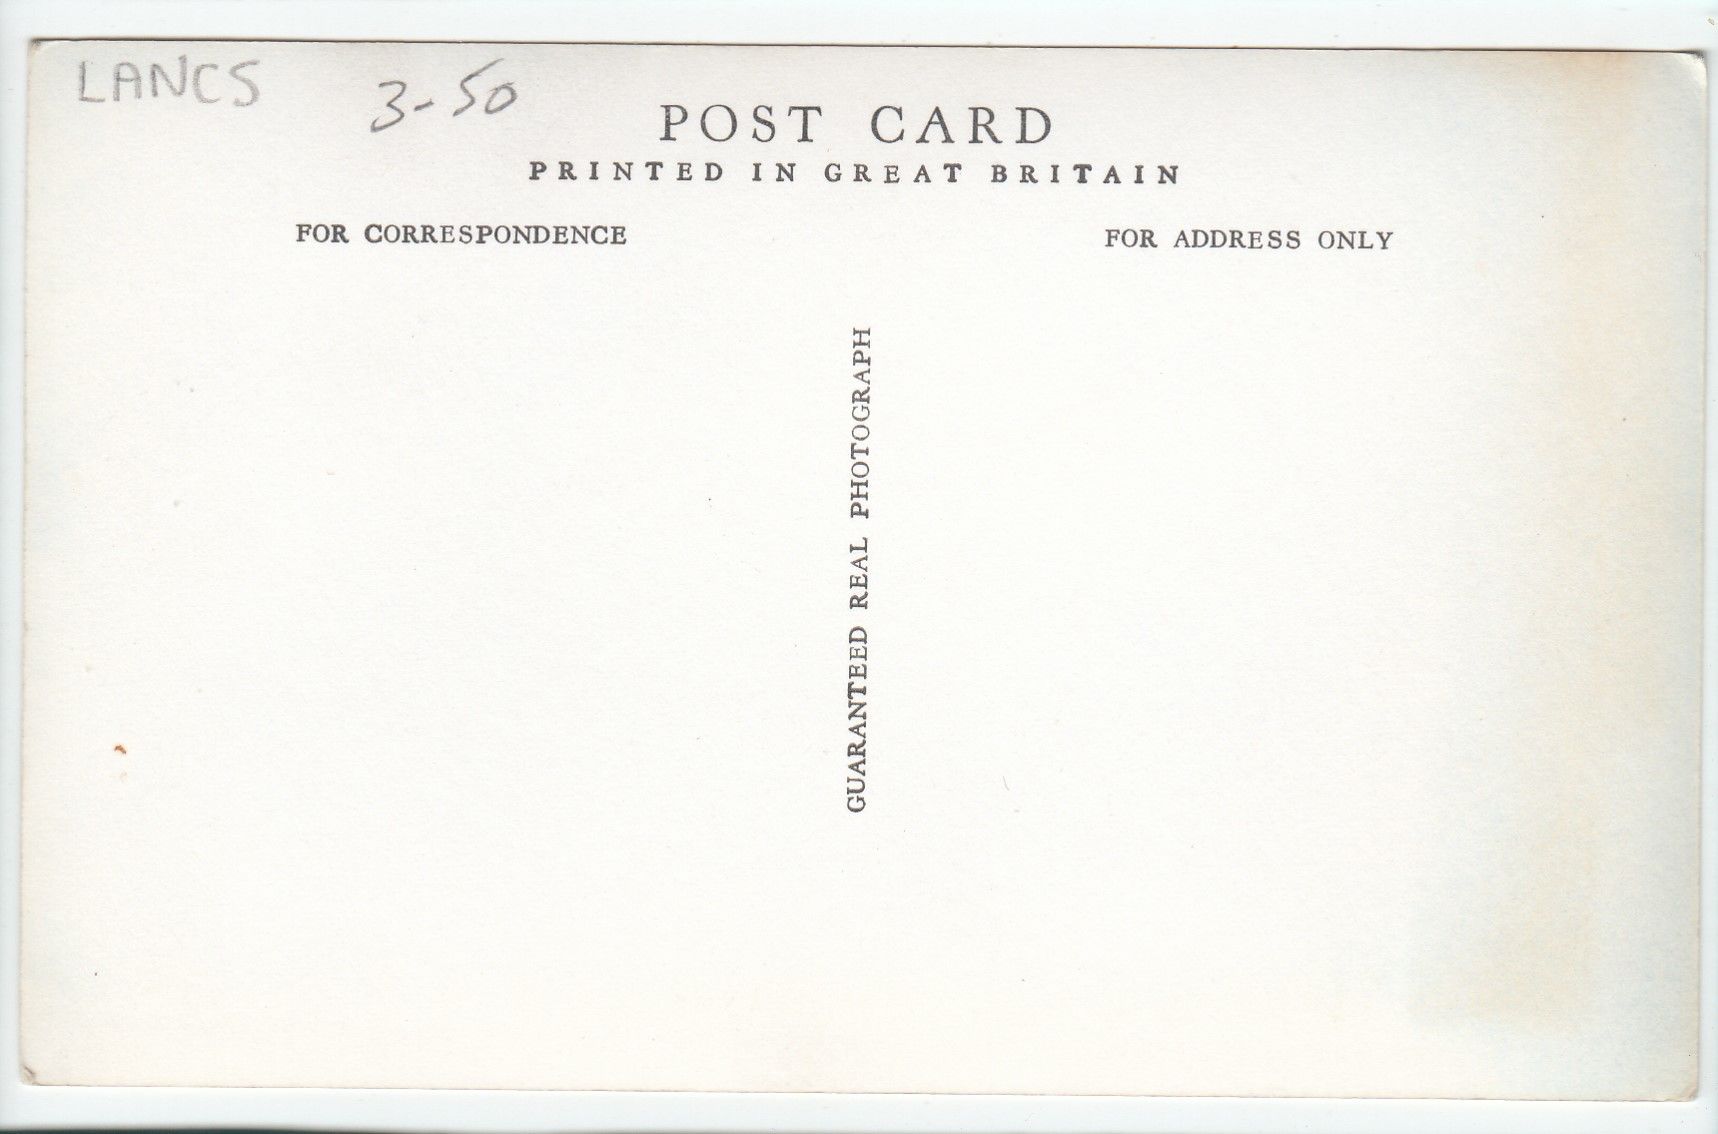 LANCS 3-50
POST CARD
PRINTED IN GREAT BRITAIN
FOR CORRESPONDENCE
FOR ADDRESS ONLY
GUARANTEED REAL PHOTOGRAPH